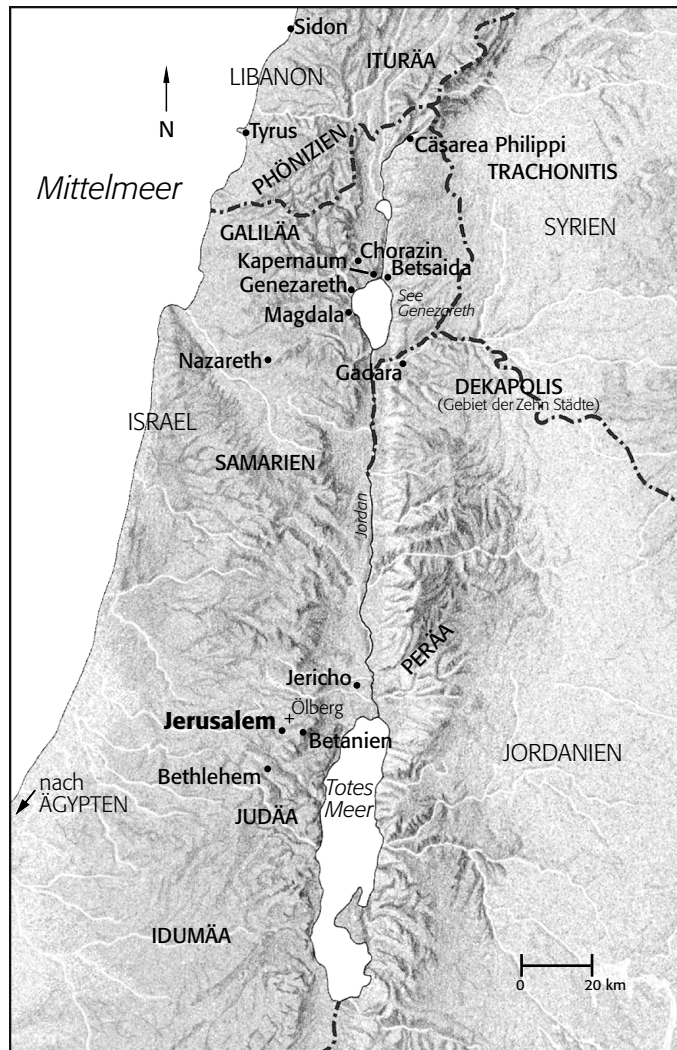 Sidon
ITURÄA
LIBANON
N
Tyrus
Cäsarea Philippi
PHÖNIZIEN
TRACHONITIS
Mittelmeer
SYRIEN
GALILÄA
Chorazin
Kapernaum
Betsaida
Genezareth
See
Genezareth
Magdala
Nazareth
Gadara
DEKAPOLIS
(Gebiet der Zehn Städte)
ISRAEL
SAMARIEN
Jordan
PERÄA
Jericho
Ölberg
Jerusalem
Betanien
JORDANIEN
Bethlehem
nach
ÄGYPTEN
Totes
Meer
JUDÄA
IDUMÄA
0 20 km